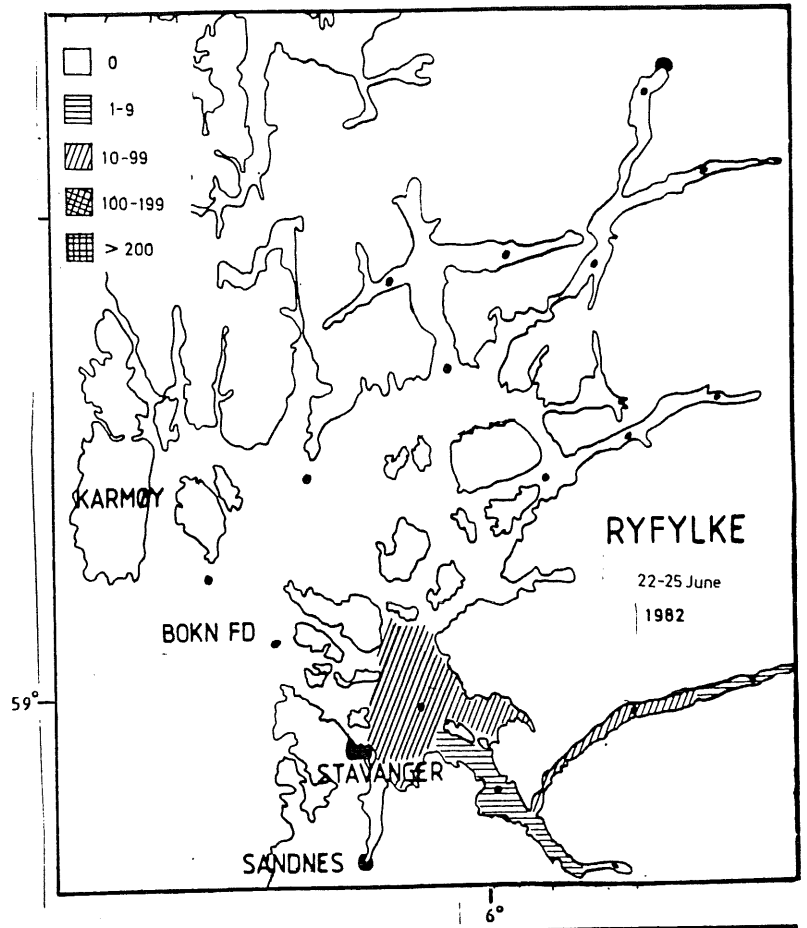 0
1-9
10-99
100-199
> 200
KARMØY
RYFYLKE
22-25 June
1982
BOKN FD
59°
STAVANGER
SANDNES
6°